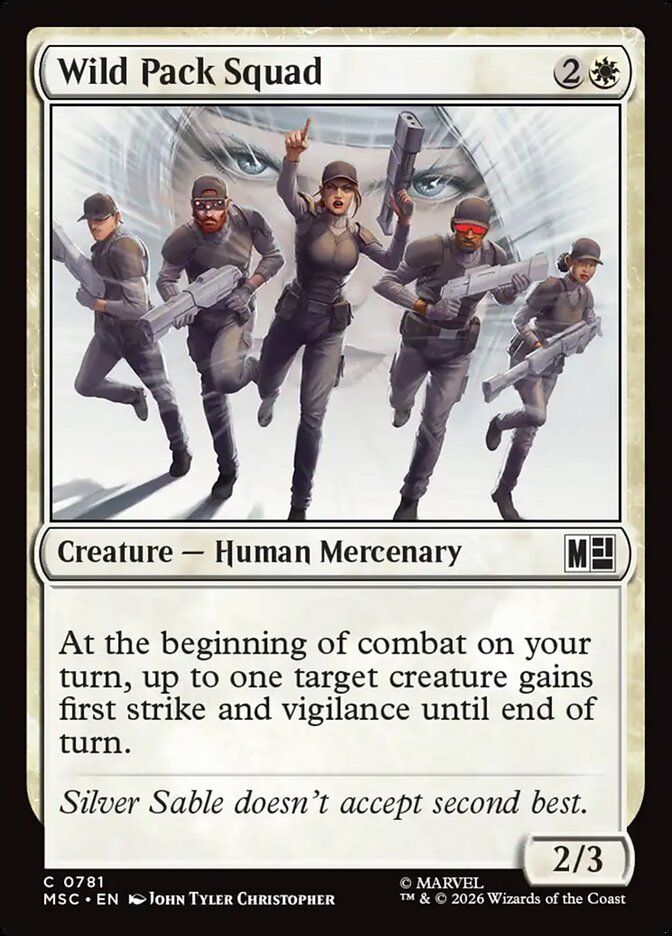 Wild Pack Squad 2
Creature — Human Mercenary
At the beginning of combat on your
turn, up to one target creature gains
first strike and vigilance until end of
turn.
Silver Sable doesn't accept second best.
2/3
C 0781
MSC • EN JOHN TYLER CHRISTOPHER
© MARVEL
™ & © 2026 Wizards of the Coast